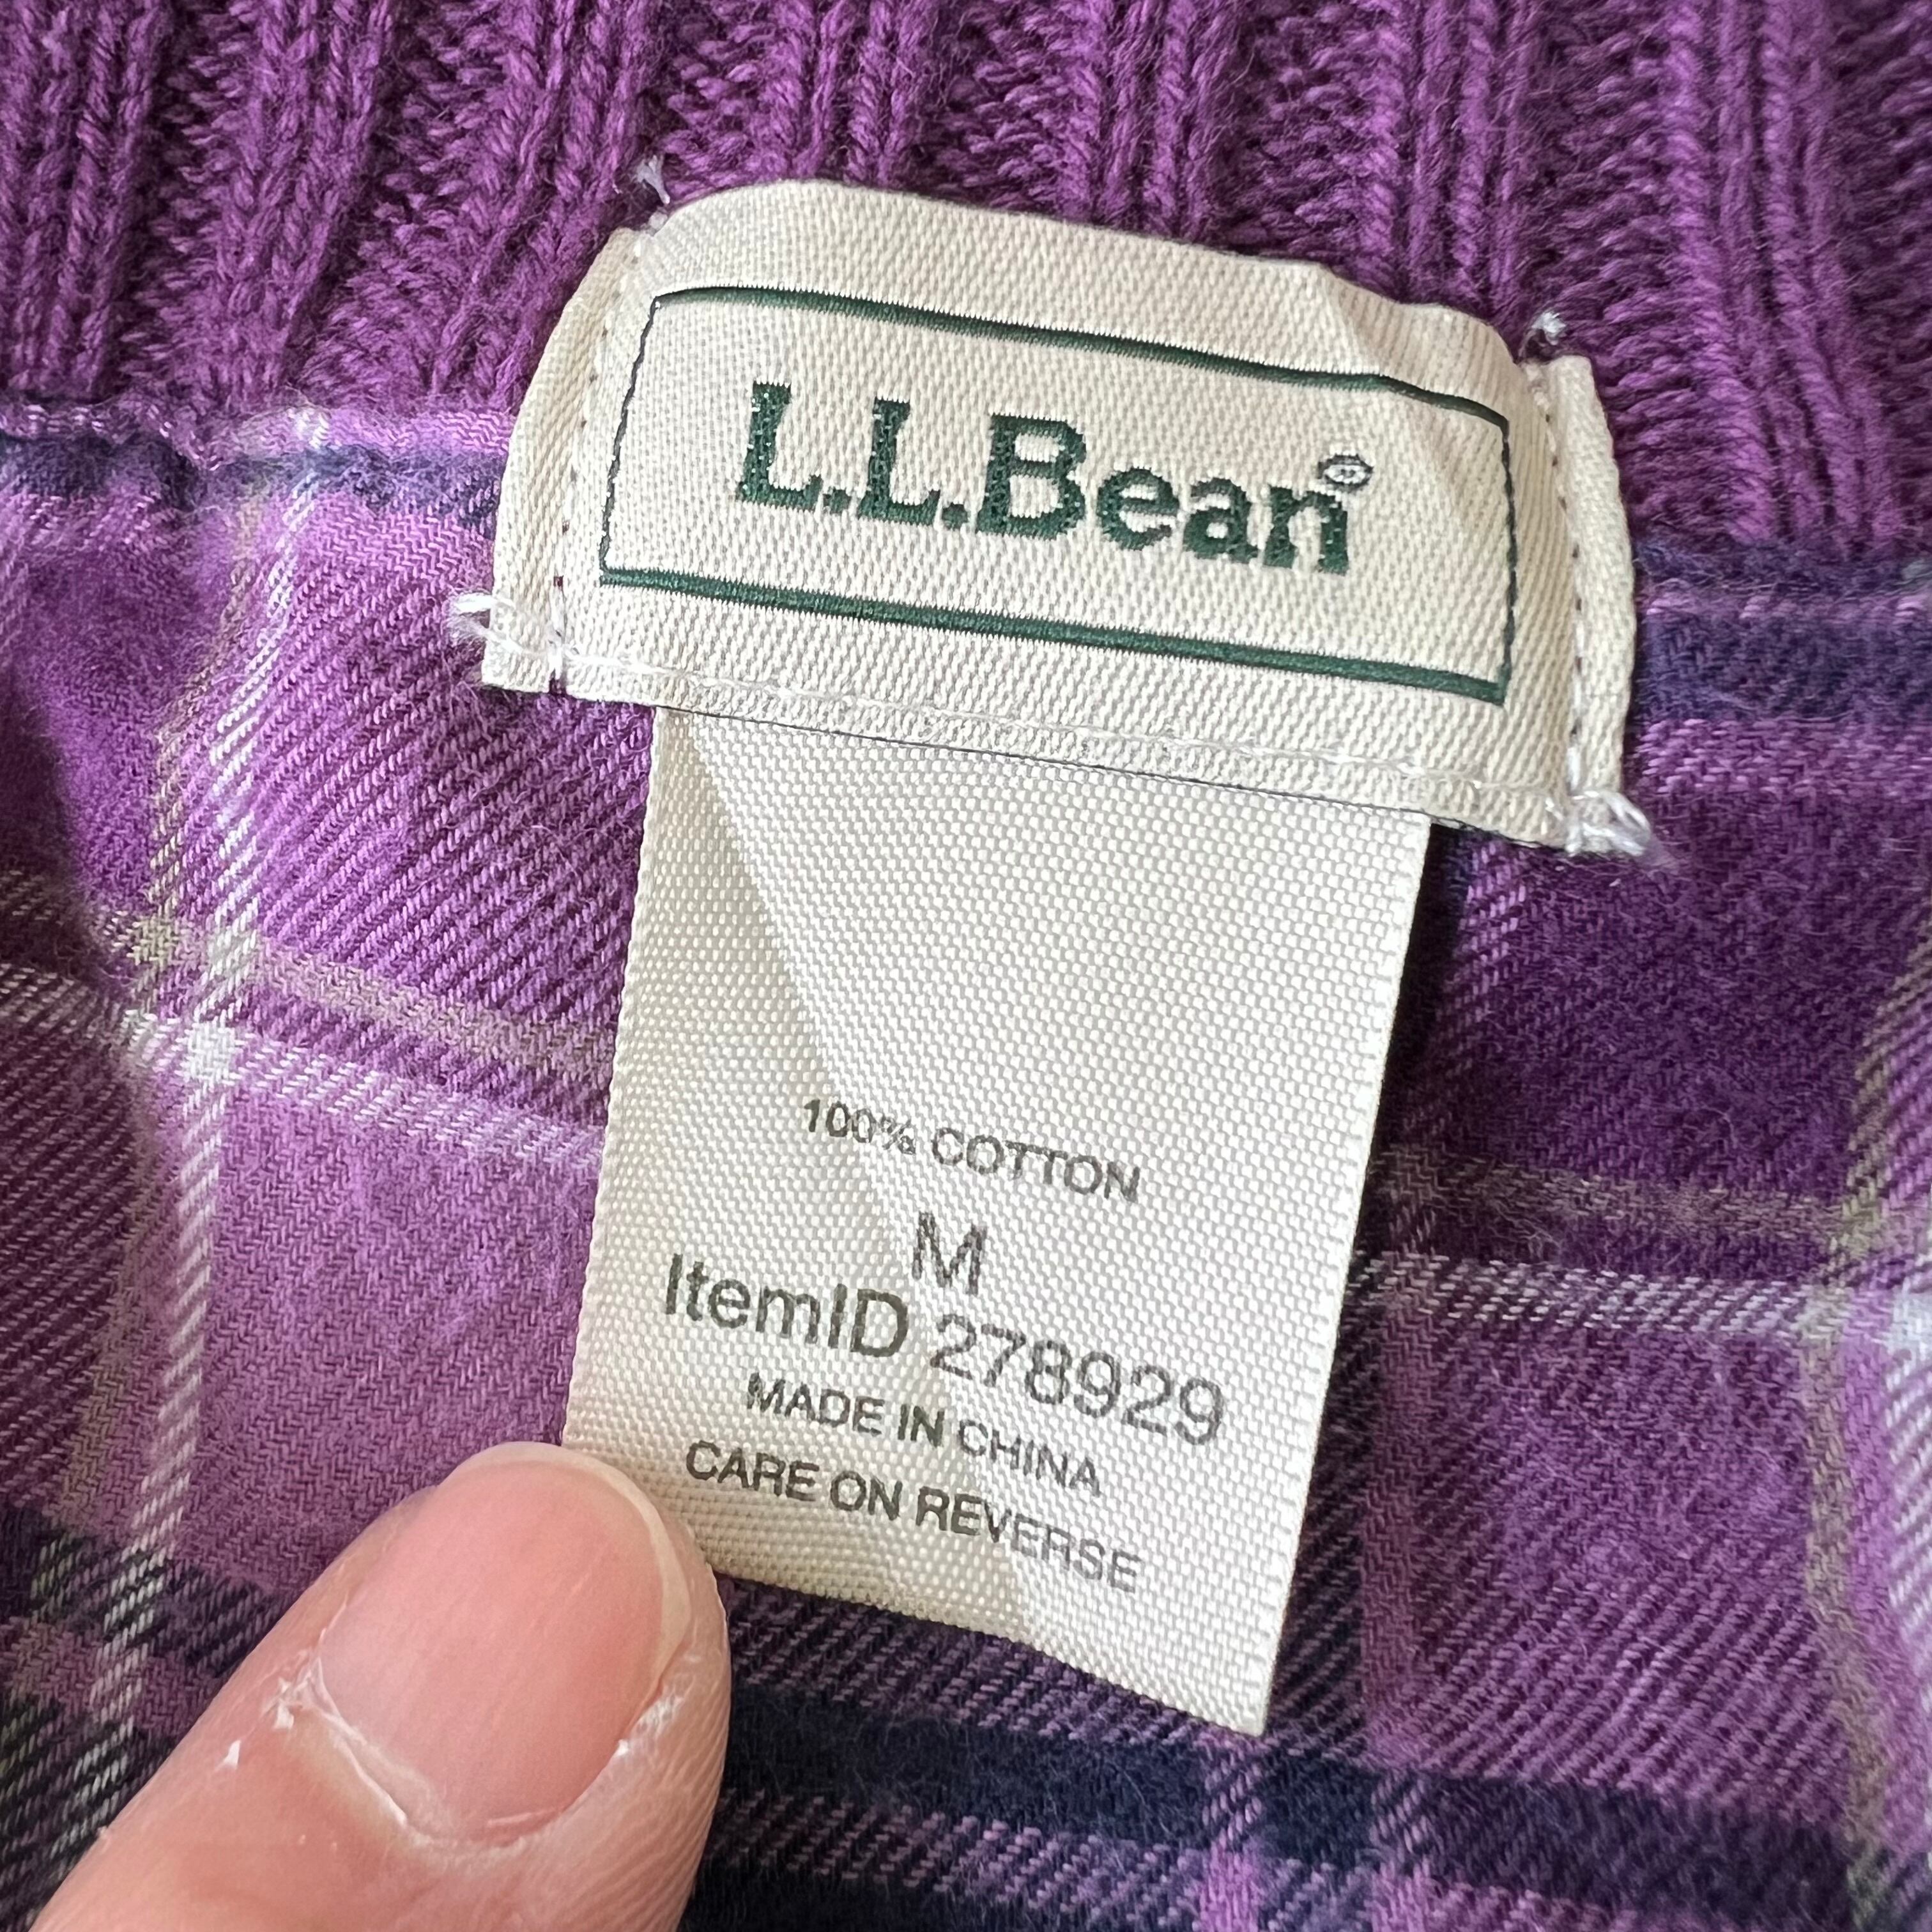 L.L.Bean®
100% COTTON
M
ItemID 278929
MADE IN CHINA
CARE ON REVERSE